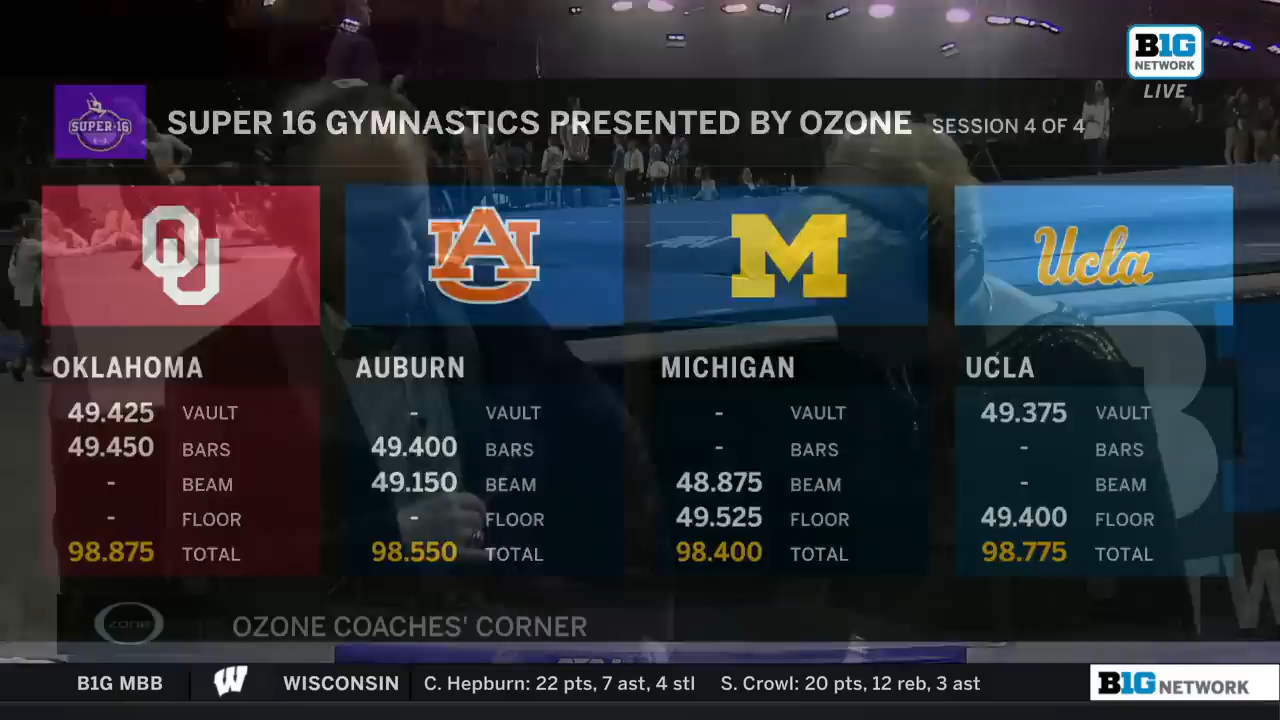 B1G
NETWORK
LIVE
SUPER-16
SUPER 16 GYMNASTICS PRESENTED BY OZONE SESSION 4 OF 4
OU
AU
M
Ucla
OKLAHOMA
49.425 VAULT
49.450 BARS
- BEAM
- FLOOR
98.875 TOTAL
AUBURN
- VAULT
49.400 BARS
49.150 BEAM
- FLOOR
98.550 TOTAL
MICHIGAN
- VAULT
- BARS
48.875 BEAM
49.525 FLOOR
98.400 TOTAL
UCLA
49.375 VAULT
- BARS
- BEAM
49.400 FLOOR
98.775 TOTAL
ozone OZONE COACHES' CORNER
B1G MBB W WISCONSIN C. Hepburn: 22 pts, 7 ast, 4 stl S. Crowl: 20 pts, 12 reb, 3 ast B1G NETWORK